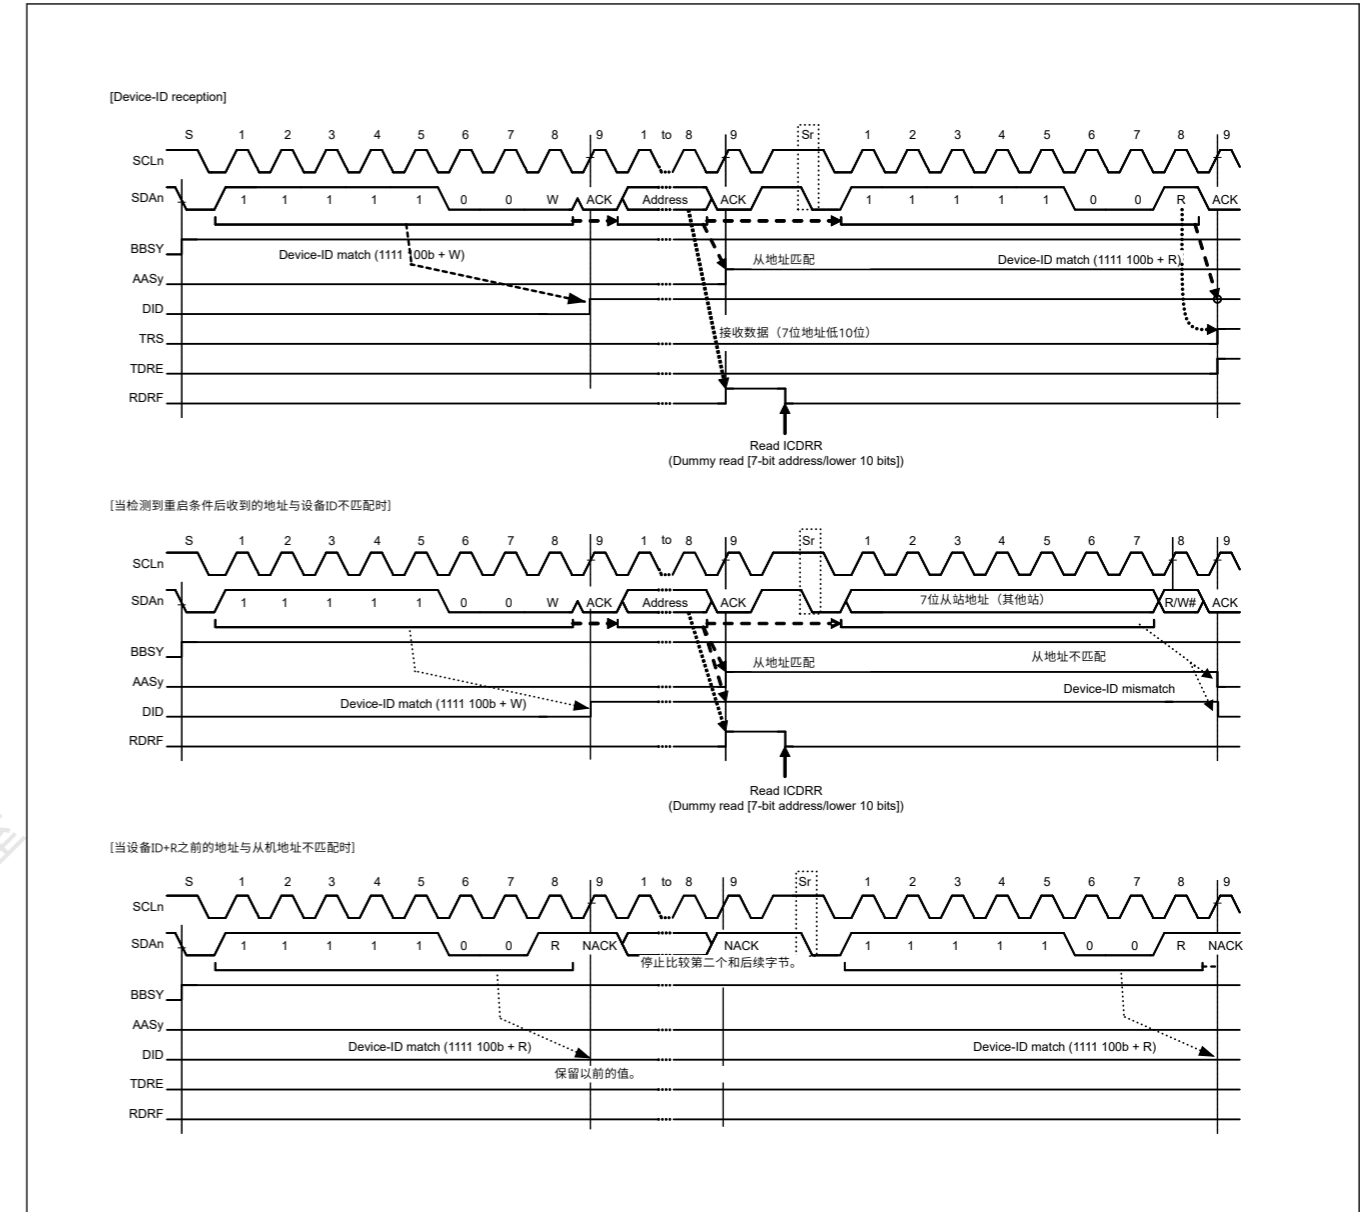 [Device-ID reception]
S 1 2 3 4 5 6 7 8 9 1 to 8 9 Sr 1 2 3 4 5 6 7 8 9
SCLn
SDAn 1 1 1 1 1 0 0 W ACK Address ACK 1 1 1 1 1 0 0 R ACK
BBSY Device-ID match (1111 100b + W) 从地址匹配 Device-ID match (1111 100b + R)
AASy
DID
TRS 接收数据（7位地址低10位）
TDRE
RDRF
Read ICDRR
(Dummy read [7-bit address/lower 10 bits])
[当检测到重启条件后收到的地址与设备ID不匹配时]
S 1 2 3 4 5 6 7 8 9 1 to 8 9 Sr 1 2 3 4 5 6 7 8 9
SCLn
SDAn 1 1 1 1 1 0 0 W ACK Address ACK 7位从站地址（其他站） R/W# ACK
BBSY 从地址匹配 从地址不匹配
AASy Device-ID mismatch
DID Device-ID match (1111 100b + W)
RDRF
Read ICDRR
(Dummy read [7-bit address/lower 10 bits])
[当设备ID+R之前的地址与从机地址不匹配时]
S 1 2 3 4 5 6 7 8 9 1 to 8 9 Sr 1 2 3 4 5 6 7 8 9
SCLn
SDAn 1 1 1 1 1 0 0 R NACK NACK 1 1 1 1 1 0 0 R NACK
停止比较第二个和后续字节。
BBSY
AASy
DID Device-ID match (1111 100b + R) Device-ID match (1111 100b + R)
保留以前的值。
TDRE
RDRF